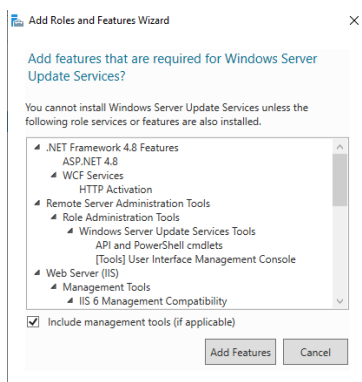 Add Roles and Features Wizard
Add features that are required for Windows Server
Update Services?
You cannot install Windows Server Update Services unless the
following role services or features are also installed.
.NET Framework 4.8 Features
ASP.NET 4.8
WCF Services
HTTP Activation
Remote Server Administration Tools
Role Administration Tools
Windows Server Update Services Tools
API and PowerShell cmdlets
[Tools] User Interface Management Console
Web Server (IIS)
Management Tools
IIS 6 Management Compatibility
Include management tools (if applicable)
Add Features Cancel